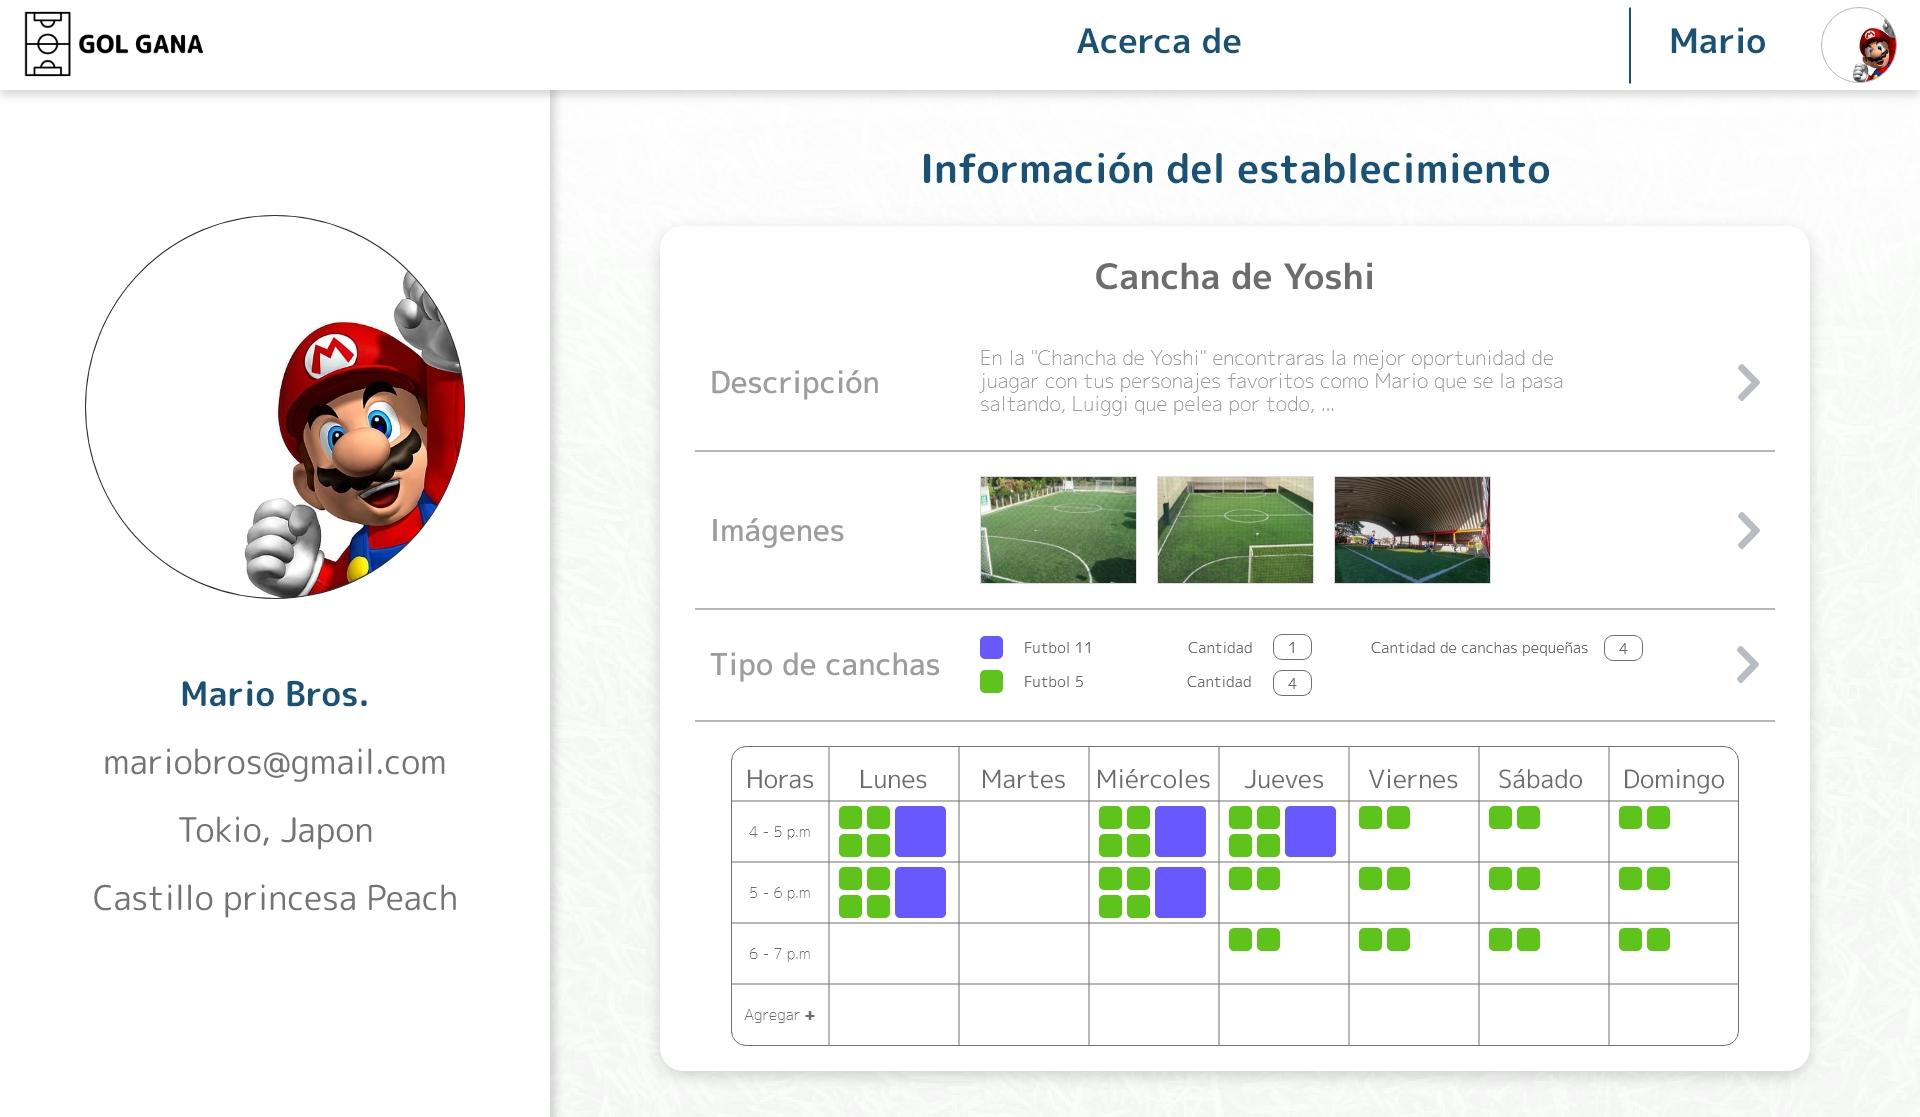 GOL GANA
Acerca de
Mario
Mario Bros.
mariobros@gmail.com
Tokio, Japon
Castillo princesa Peach
Información del establecimiento
Cancha de Yoshi
Descripción
En la "Chancha de Yoshi" encontraras la mejor oportunidad de
juagar con tus personajes favoritos como Mario que se la pasa
saltando, Luiggi que pelea por todo, ...
Imágenes
Tipo de canchas
Futbol 11 Cantidad 1 Cantidad de canchas pequeñas 4
Futbol 5 Cantidad 4
Horas Lunes Martes Miércoles Jueves Viernes Sábado Domingo
4 - 5 p.m
5 - 6 p.m
6 - 7 p.m
Agregar +